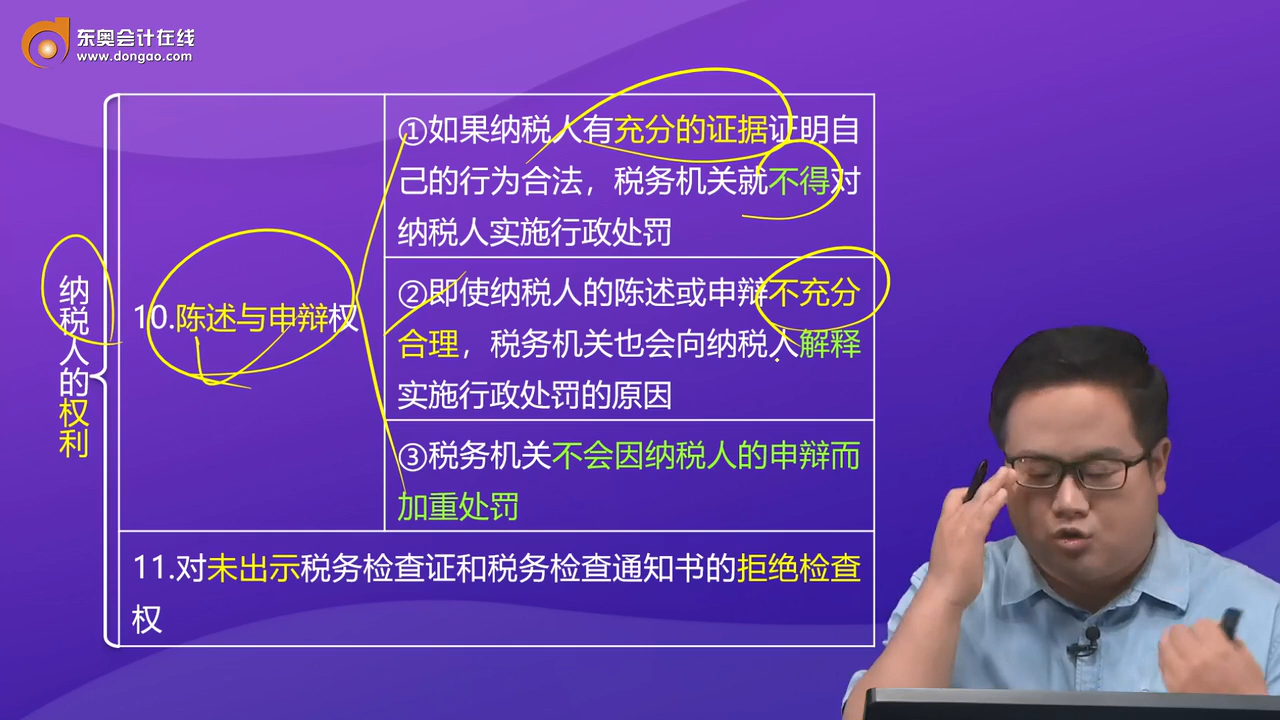 东奥会计在线
www.dongao.com
纳税人的权利
10.陈述与申辩权
①如果纳税人有充分的证据证明自
己的行为合法，税务机关就不得对
纳税人实施行政处罚
②即使纳税人的陈述或申辩不充分
合理，税务机关也会向纳税人解释
实施行政处罚的原因
③税务机关不会因纳税人的申辩而
加重处罚
11.对未出示税务检查证和税务检查通知书的拒绝检查
权